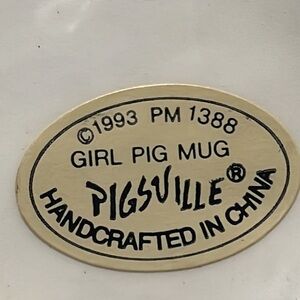 ©1993 PM 1388
GIRL PIG MUG
PIGSVILLE®
HANDCRAFTED IN CHINA